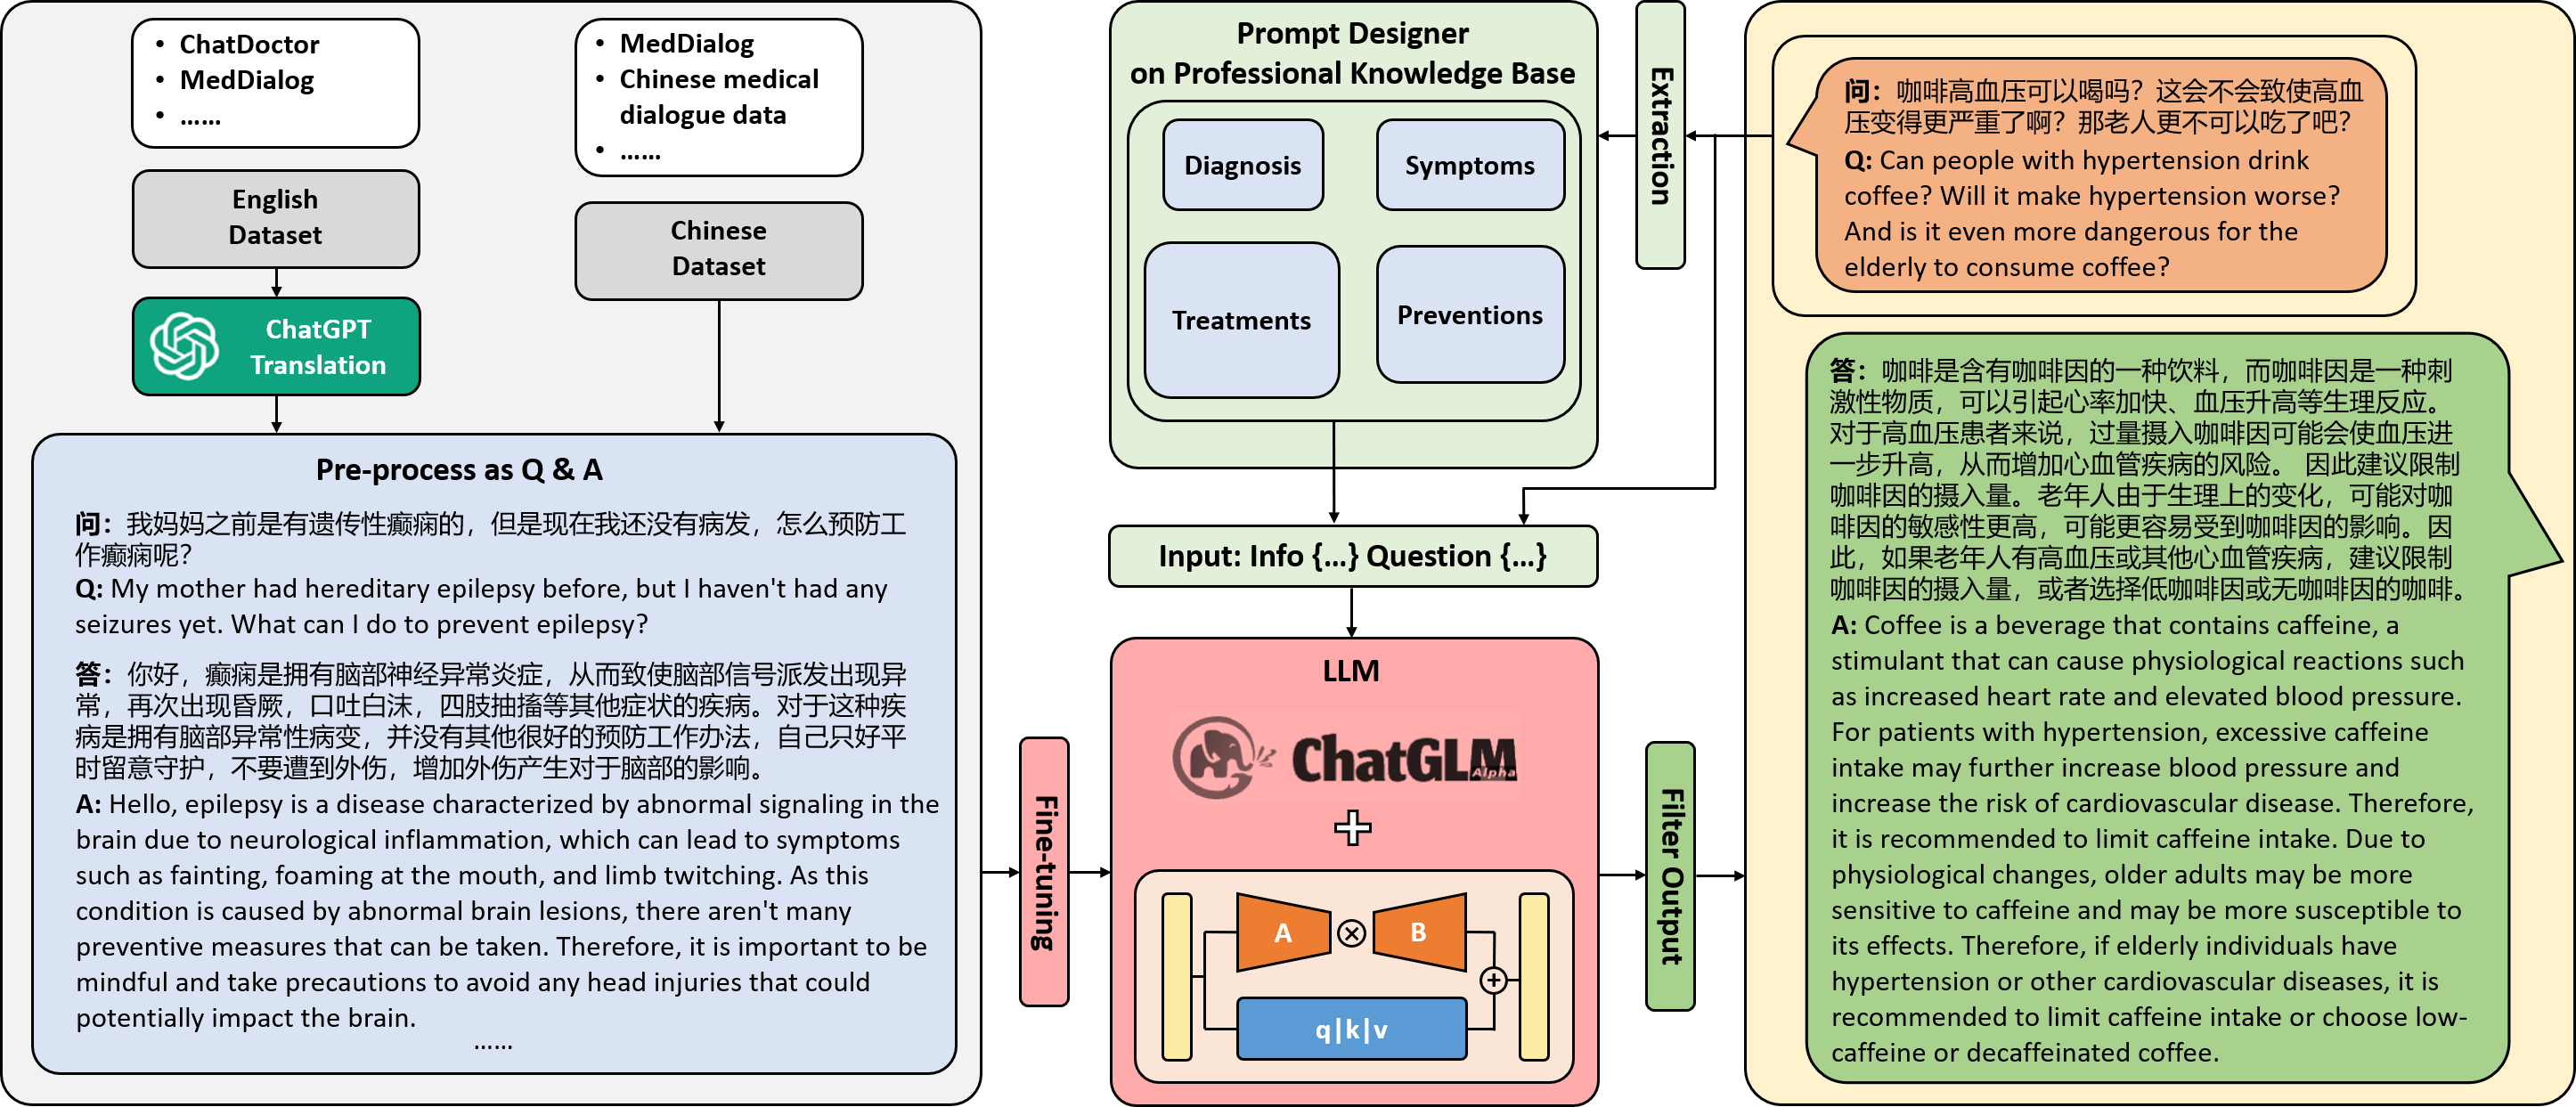 • ChatDoctor
• MedDialog
• ……
English
Dataset
ChatGPT
Translation
• MedDialog
• Chinese medical
dialogue data
• ……
Chinese
Dataset
Pre-process as Q & A
问：我妈妈之前是有遗传性癫痫的，但是现在我还没有病发，怎么预防工
作癫痫呢？
Q: My mother had hereditary epilepsy before, but I haven't had any
seizures yet. What can I do to prevent epilepsy?
答：你好，癫痫是拥有脑部神经异常炎症，从而致使脑部信号派发出现异
常，再次出现昏厥，口吐白沫，四肢抽搐等其他症状的疾病。对于这种疾
病是拥有脑部异常性病变，并没有其他很好的预防工作办法，自己只好平
时留意守护，不要遭到外伤，增加外伤产生对于脑部的影响。
A: Hello, epilepsy is a disease characterized by abnormal signaling in the
brain due to neurological inflammation, which can lead to symptoms
such as fainting, foaming at the mouth, and limb twitching. As this
condition is caused by abnormal brain lesions, there aren't many
preventive measures that can be taken. Therefore, it is important to be
mindful and take precautions to avoid any head injuries that could
potentially impact the brain.
……
Fine-tuning
Prompt Designer
on Professional Knowledge Base
Diagnosis
Symptoms
Treatments
Preventions
Extraction
Input: Info {…} Question {…}
LLM
ChatGLM
Alpha
A
B
q|k|v
Filter Output
问：咖啡高血压可以喝吗？这会不会致使高血
压变得更严重了啊？那老人更不可以吃了吧？
Q: Can people with hypertension drink
coffee? Will it make hypertension worse?
And is it even more dangerous for the
elderly to consume coffee?
答：咖啡是含有咖啡因的一种饮料，而咖啡因是一种刺
激性物质，可以引起心率加快、血压升高等生理反应。
对于高血压患者来说，过量摄入咖啡因可能会使血压进
一步升高，从而增加心血管疾病的风险。 因此建议限制
咖啡因的摄入量。老年人由于生理上的变化，可能对咖
啡因的敏感性更高，可能更容易受到咖啡因的影响。因
此，如果老年人有高血压或其他心血管疾病，建议限制
咖啡因的摄入量，或者选择低咖啡因或无咖啡因的咖啡。
A: Coffee is a beverage that contains caffeine, a
stimulant that can cause physiological reactions such
as increased heart rate and elevated blood pressure.
For patients with hypertension, excessive caffeine
intake may further increase blood pressure and
increase the risk of cardiovascular disease. Therefore,
it is recommended to limit caffeine intake. Due to
physiological changes, older adults may be more
sensitive to caffeine and may be more susceptible to
its effects. Therefore, if elderly individuals have
hypertension or other cardiovascular diseases, it is
recommended to limit caffeine intake or choose low-
caffeine or decaffeinated coffee.